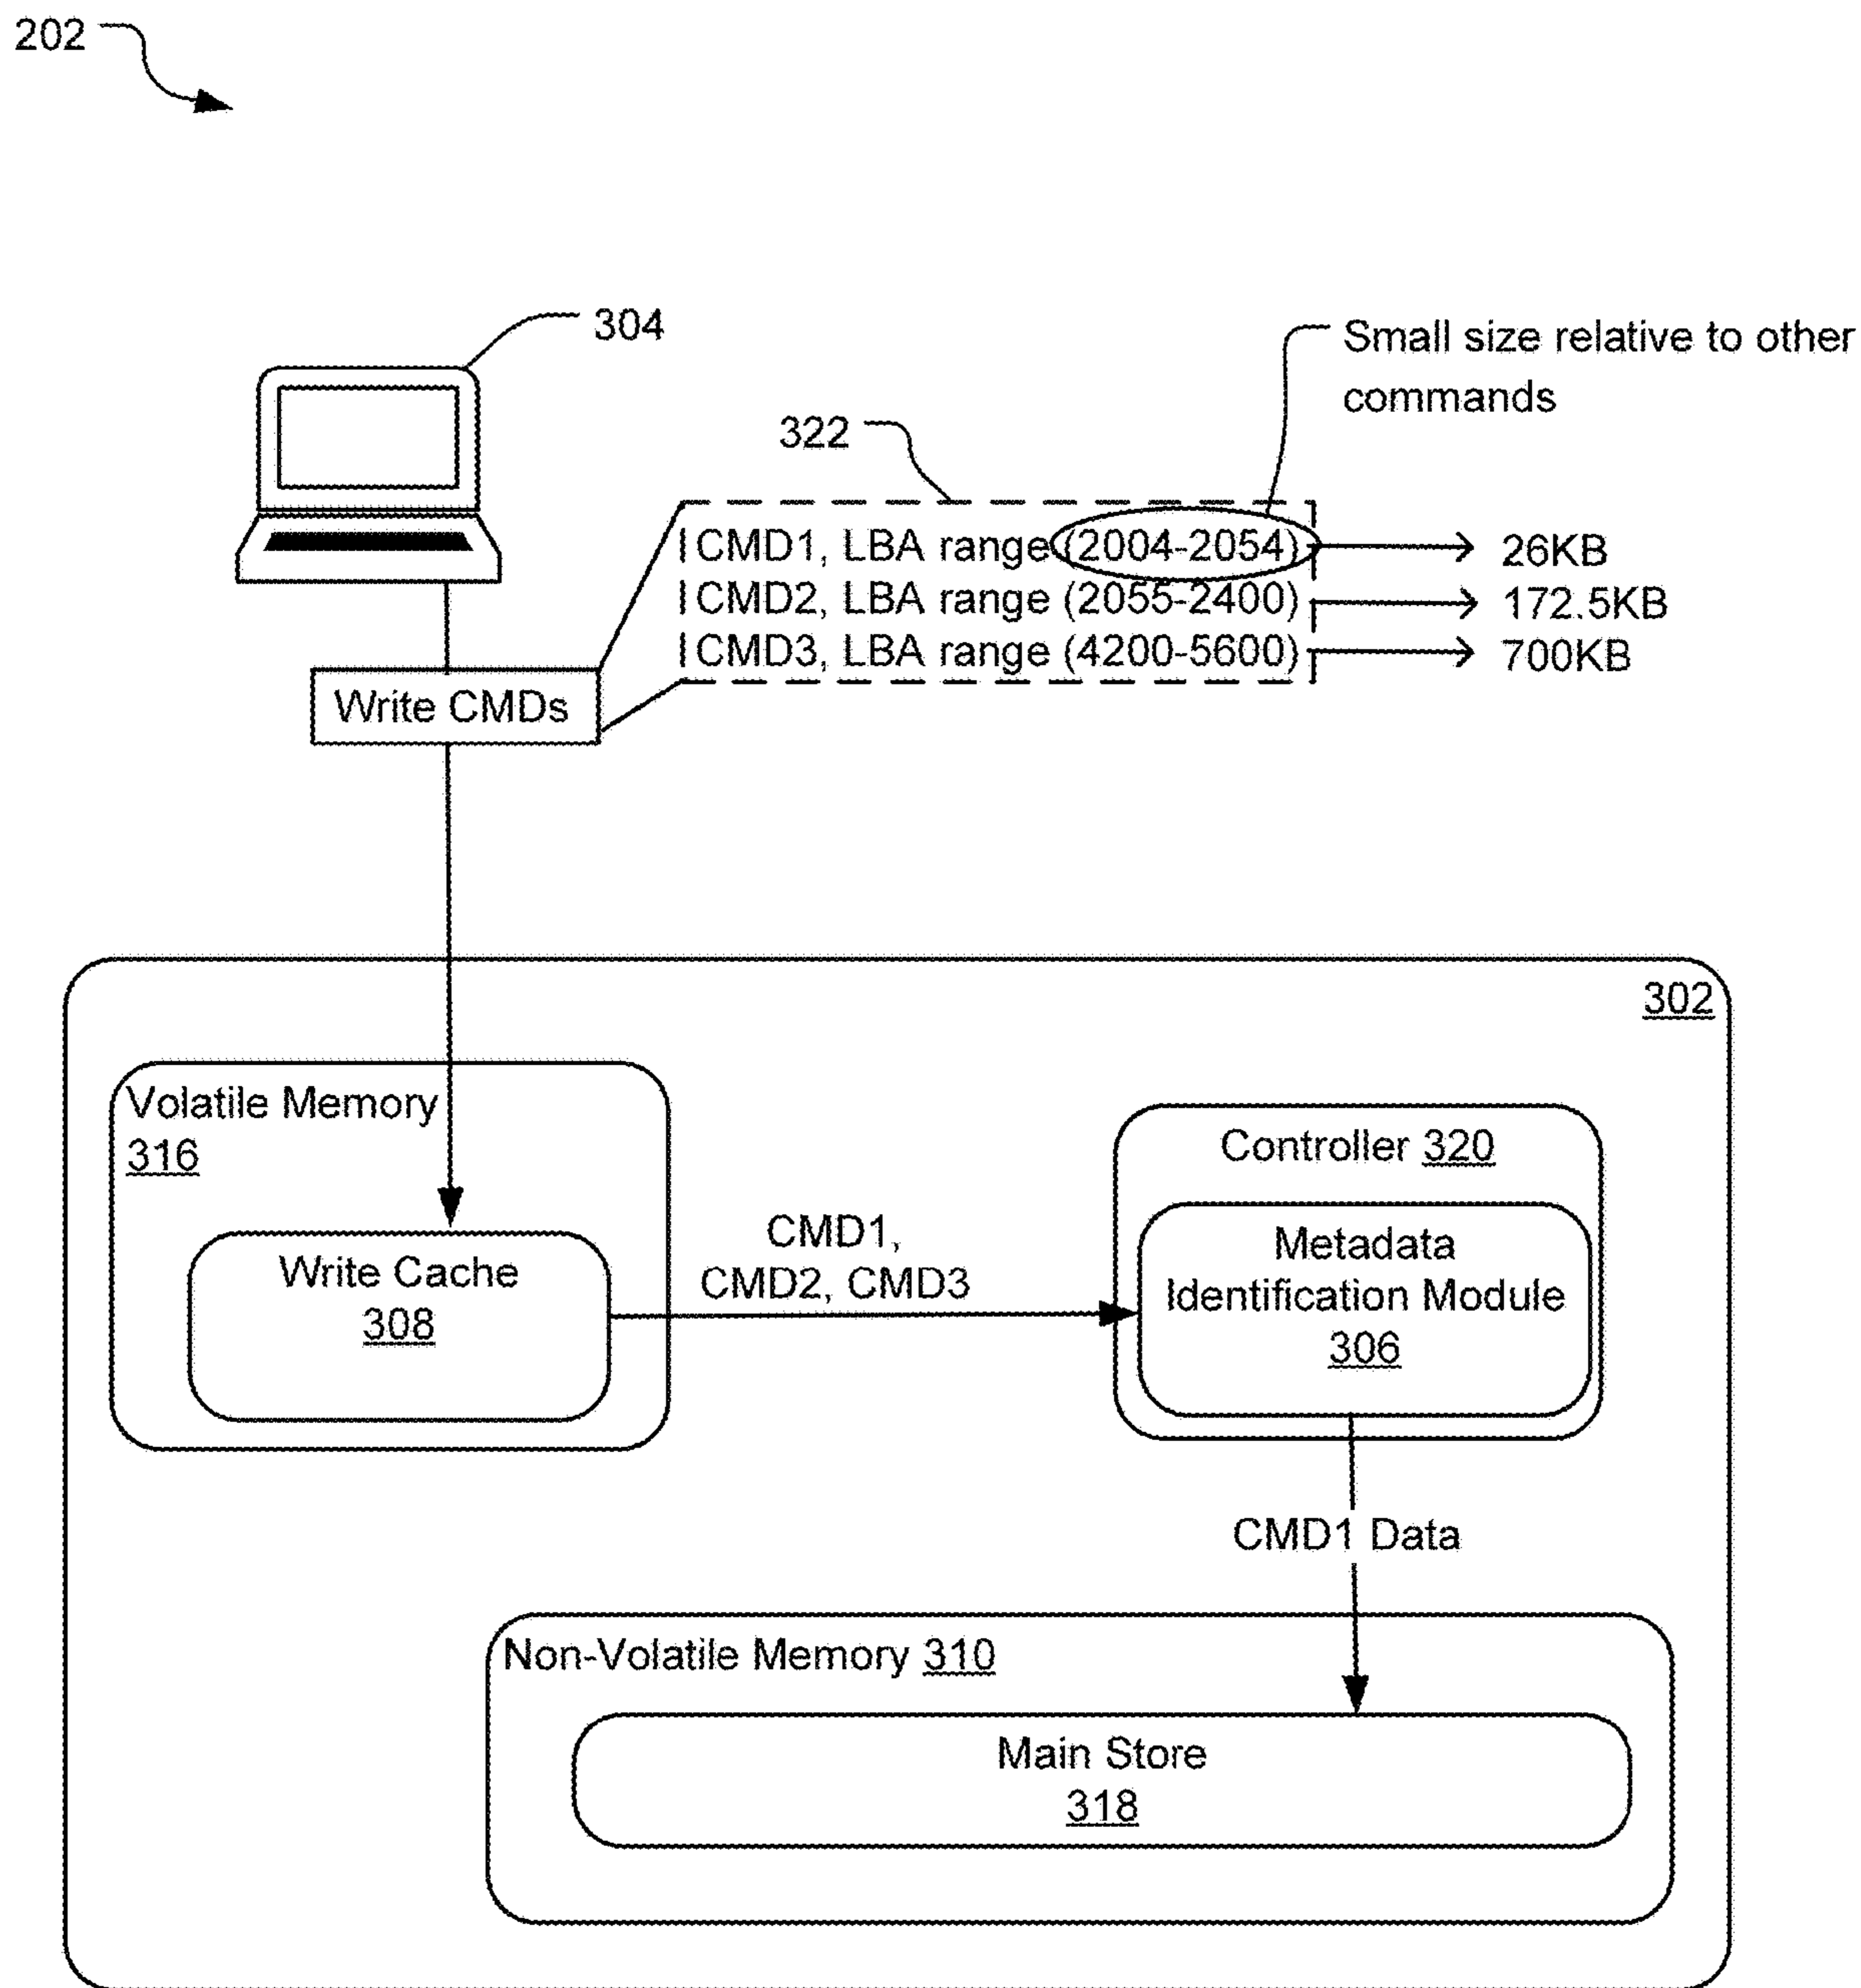 202
304
Small size relative to other
commands
322
CMD1, LBA range (2004-2054) 26KB
CMD2, LBA range (2055-2400) 172.5KB
CMD3, LBA range (4200-5600) 700KB
Write CMDs
302
Volatile Memory
316
Controller 320
Write Cache
308
CMD1,
CMD2, CMD3
Metadata
Identification Module
306
CMD1 Data
Non-Volatile Memory 310
Main Store
318